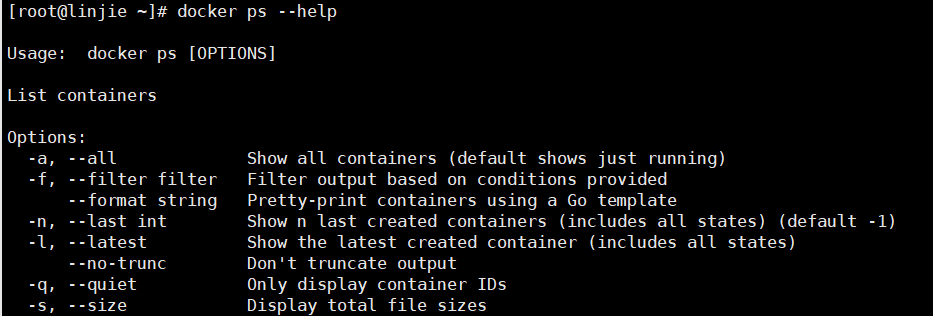 [root@linjie ~]# docker ps --help
Usage:  docker ps [OPTIONS]
List containers
Options:
  -a, --all             Show all containers (default shows just running)
  -f, --filter filter   Filter output based on conditions provided
      --format string   Pretty-print containers using a Go template
  -n, --last int        Show n last created containers (includes all states) (default -1)
  -l, --latest          Show the latest created container (includes all states)
      --no-trunc        Don't truncate output
  -q, --quiet           Only display container IDs
  -s, --size            Display total file sizes